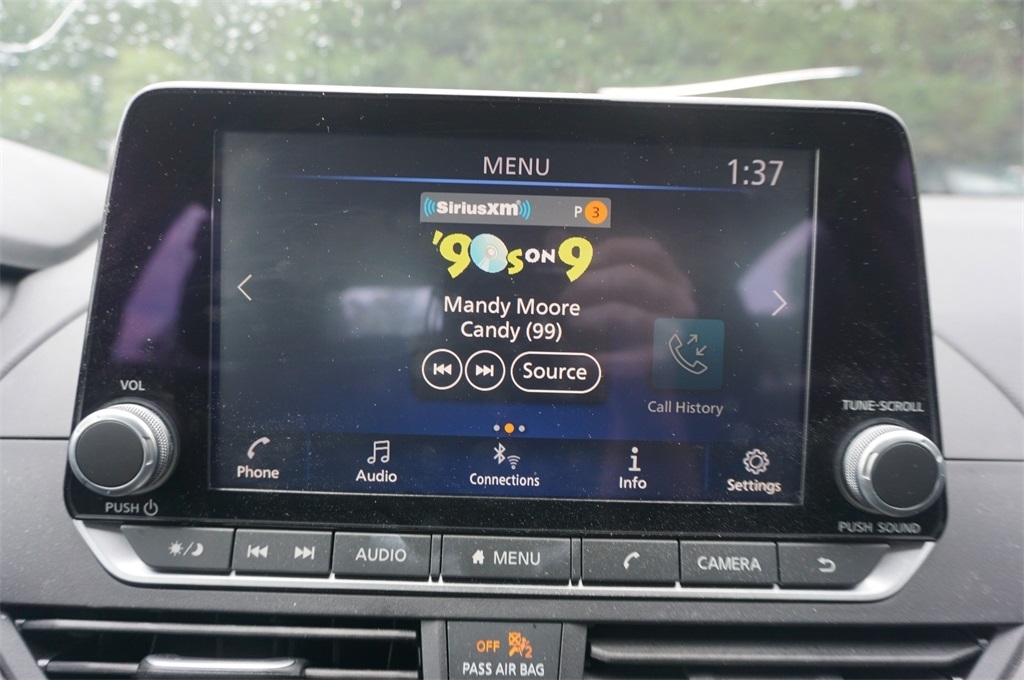 MENU
1:37
SiriusXM
P 3
'90s ON 9
Mandy Moore
Candy (99)
Source
Call History
VOL
TUNE·SCROLL
Phone
Audio
Connections
Info
Settings
PUSH
PUSH SOUND
AUDIO
MENU
CAMERA
OFF 2
PASS AIR BAG